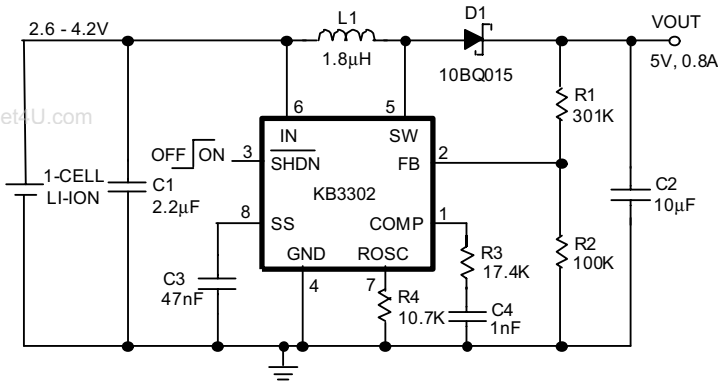 L1
D1
VOUT
2.6 - 4.2V
1.8µH
10BQ015
5V, 0.8A
6
5
R1
301K
et4U.com
IN
SW
OFF
ON
3
SHDN
FB
2
1-CELL
LI-ION
C1
2.2µF
KB3302
C2
10µF
8
SS
COMP
1
R3
17.4K
R2
100K
GND
ROSC
C3
47nF
4
7
R4
10.7K
C4
1nF